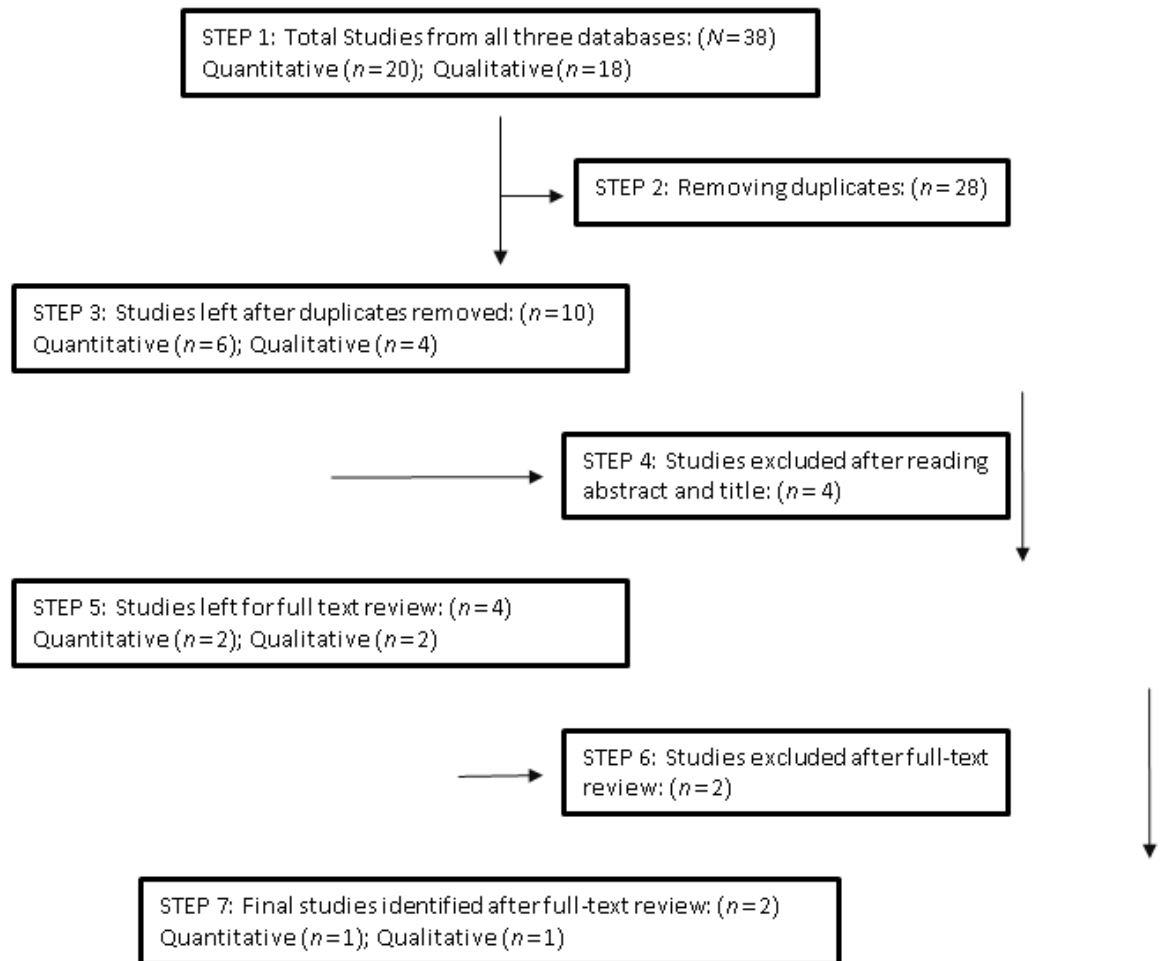 STEP 1: Total Studies from all three databases: (N=38)
Quantitative (n=20); Qualitative (n=18)
STEP 2: Removing duplicates: (n=28)
STEP 3: Studies left after duplicates removed: (n=10)
Quantitative (n=6); Qualitative (n=4)
STEP 4: Studies excluded after reading
abstract and title: (n=4)
STEP 5: Studies left for full text review: (n=4)
Quantitative (n=2); Qualitative (n=2)
STEP 6: Studies excluded after full-text
review: (n=2)
STEP 7: Final studies identified after full-text review: (n=2)
Quantitative (n=1); Qualitative (n=1)